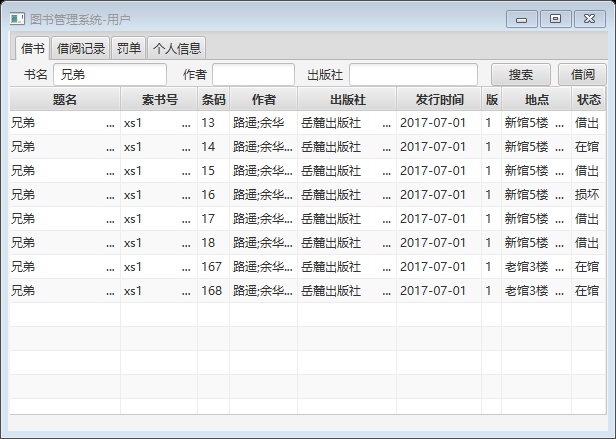 图书管理系统-用户
借书 借阅记录 罚单 个人信息
书名 兄弟 作者 出版社 搜索 借阅
题名 索书号 条码 作者 出版社 发行时间 版 地点 状态
兄弟 ... xs1 ... 13 路遥;余华 岳麓出版社 ... 2017-07-01 1 新馆5楼 ... 借出
兄弟 ... xs1 ... 14 路遥;余华... 岳麓出版社 ... 2017-07-01 1 新馆5楼 ... 在馆
兄弟 ... xs1 ... 15 路遥;余华... 岳麓出版社 ... 2017-07-01 1 新馆5楼 ... 借出
兄弟 ... xs1 ... 16 路遥;余华... 岳麓出版社 ... 2017-07-01 1 新馆5楼 ... 损坏
兄弟 ... xs1 ... 17 路遥;余华... 岳麓出版社 ... 2017-07-01 1 新馆5楼 ... 借出
兄弟 ... xs1 ... 18 路遥;余华... 岳麓出版社 ... 2017-07-01 1 新馆5楼 ... 借出
兄弟 ... xs1 ... 167 路遥;余华... 岳麓出版社 ... 2017-07-01 1 老馆3楼 ... 在馆
兄弟 ... xs1 ... 168 路遥;余华... 岳麓出版社 ... 2017-07-01 1 老馆3楼 ... 在馆